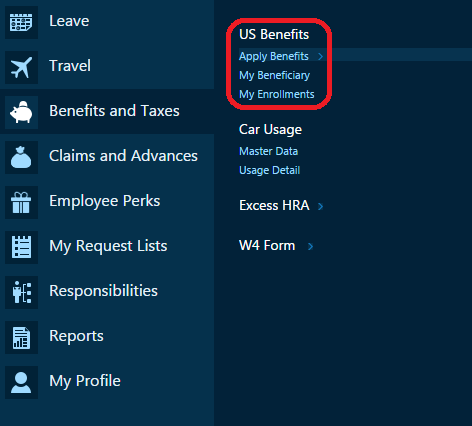 Leave
Travel
Benefits and Taxes
Claims and Advances
Employee Perks
My Request Lists
Responsibilities
Reports
My Profile
US Benefits
Apply Benefits
My Beneficiary
My Enrollments
Car Usage
Master Data
Usage Detail
Excess HRA
W4 Form